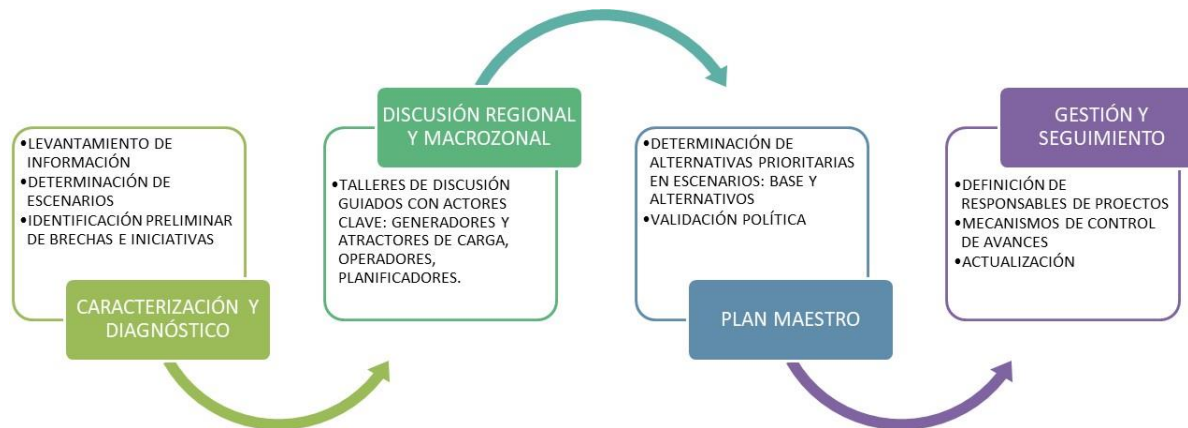 •LEVANTAMIENTO DE
INFORMACIÓN
•DETERMINACIÓN DE
ESCENARIOS
•IDENTIFICACIÓN PRELIMINAR
DE BRECHAS E INICIATIVAS
CARACTERIZACIÓN Y
DIAGNÓSTICO
DISCUSIÓN REGIONAL
Y MACROZONAL
•TALLERES DE DISCUSIÓN
GUIADOS CON ACTORES
CLAVE: GENERADORES Y
ATRACTORES DE CARGA,
OPERADORES,
PLANIFICADORES.
•DETERMINACIÓN DE
ALTERNATIVAS PRIORITARIAS
EN ESCENARIOS: BASE Y
ALTERNATIVOS
•VALIDACIÓN POLÍTICA
PLAN MAESTRO
GESTIÓN Y
SEGUIMIENTO
•DEFINICIÓN DE
RESPONSABLES DE PROECTOS
•MECANISMOS DE CONTROL
DE AVANCES
•ACTUALIZACIÓN